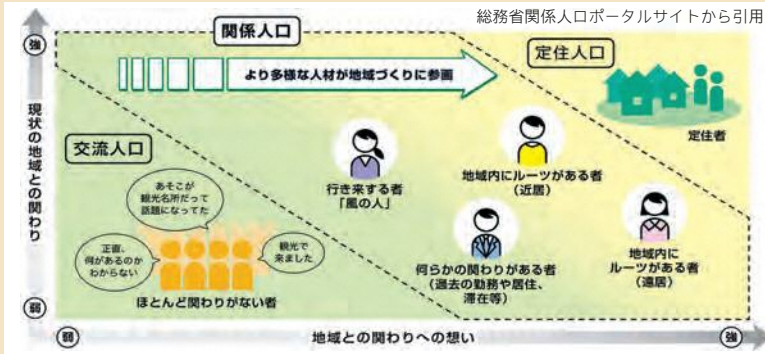 総務省関係人口ポータルサイトから引用
強
現状の地域との関わり
弱
関係人口
より多様な人材が地域づくりに参画
定住人口
定住者
交流人口
あそこが
観光名所だって
話題になってた
正直、
何があるのか
わからない
観光で
来ました
ほとんど関わりがない者
行き来する者
「風の人」
地域内にルーツがある者
(近居)
何らかの関わりがある者
(過去の勤務や居住、
滞在等)
地域内に
ルーツがある者
(遠居)
弱
地域との関わりへの想い
強